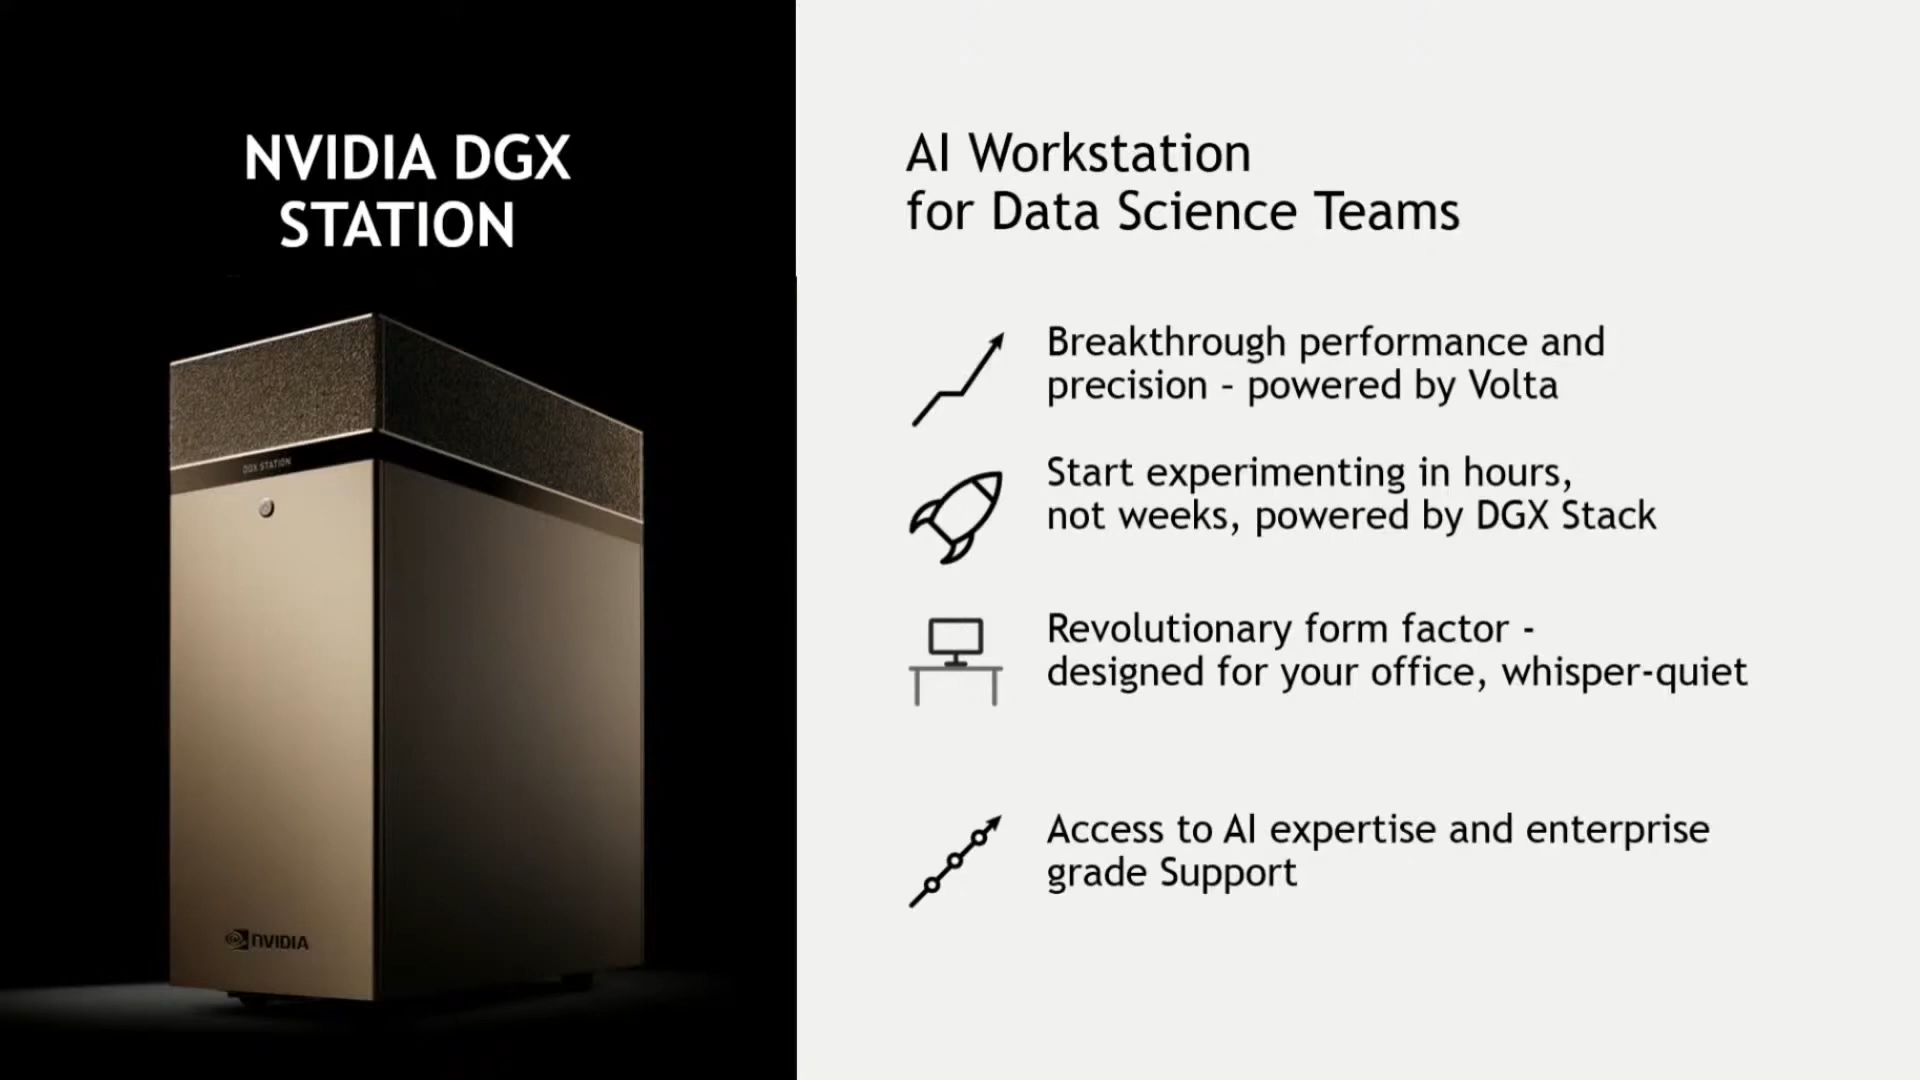 NVIDIA DGX
STATION
DGX STATION
NVIDIA
AI Workstation
for Data Science Teams
Breakthrough performance and
precision – powered by Volta
Start experimenting in hours,
not weeks, powered by DGX Stack
Revolutionary form factor -
designed for your office, whisper-quiet
Access to AI expertise and enterprise
grade Support